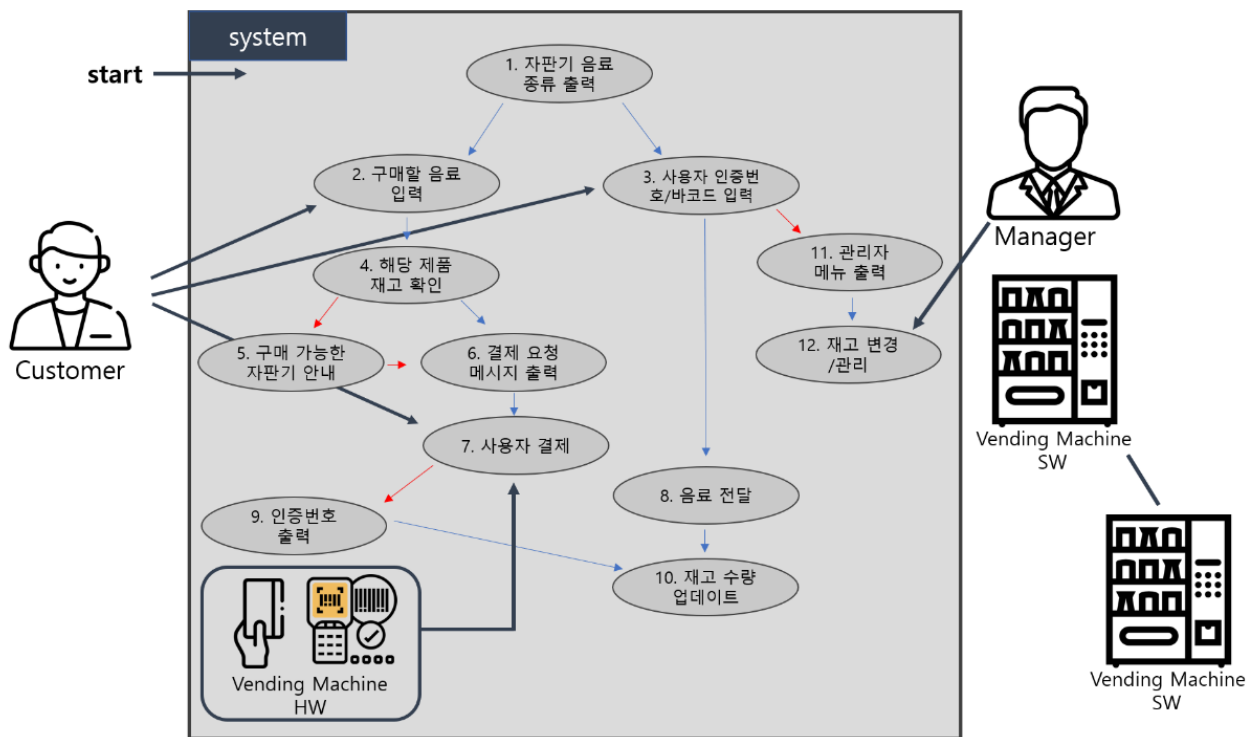 system
start
1. 자판기 음료
종류 출력
2. 구매할 음료
입력
3. 사용자 인증번
호/바코드 입력
Manager
4. 해당 제품
재고 확인
11. 관리자
메뉴 출력
Customer
5. 구매 가능한
자판기 안내
6. 결제 요청
메시지 출력
12. 재고 변경
/관리
Vending Machine
SW
7. 사용자 결제
8. 음료 전달
9. 인증번호
출력
10. 재고 수량
업데이트
Vending Machine
HW
Vending Machine
SW